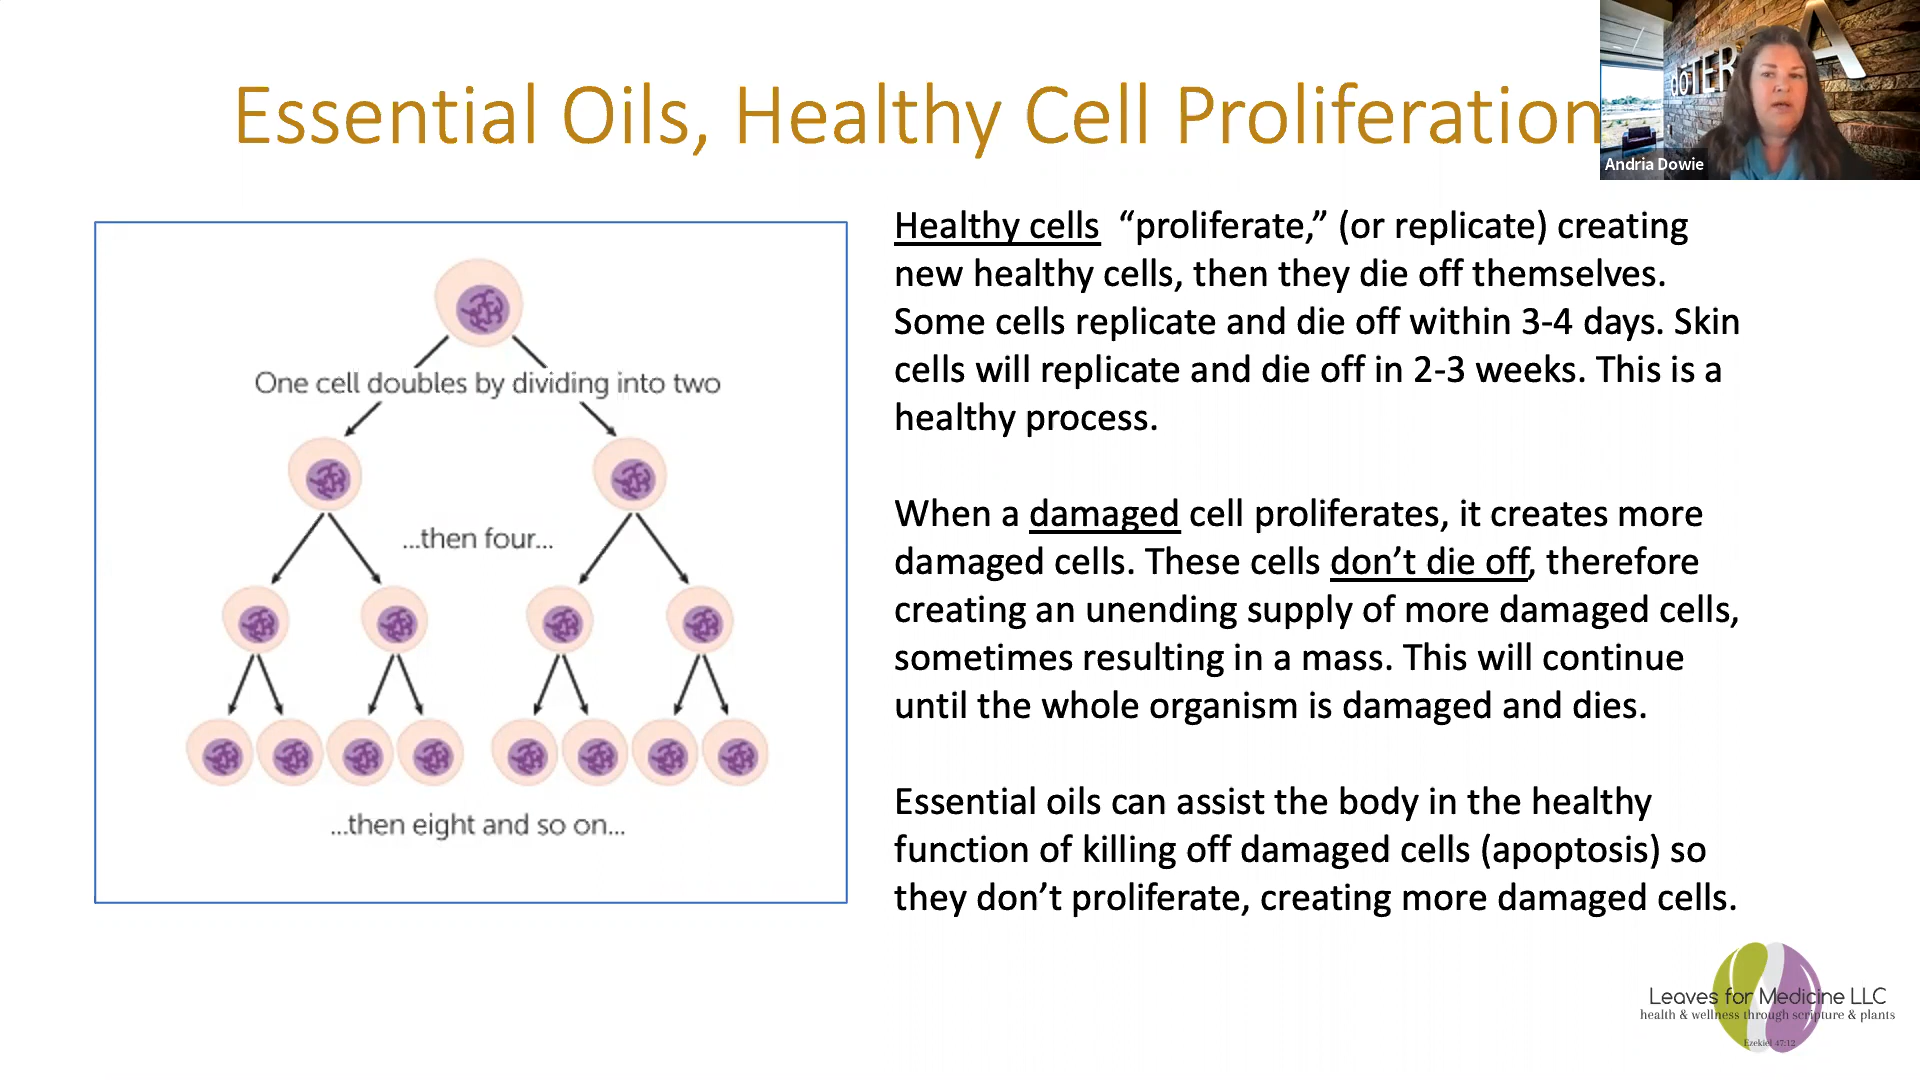 Essential Oils, Healthy Cell Proliferation
dōTER A
Andria Dowie
One cell doubles by dividing into two
...then four...
...then eight and so on...
Healthy cells “proliferate,” (or replicate) creating
new healthy cells, then they die off themselves.
Some cells replicate and die off within 3-4 days. Skin
cells will replicate and die off in 2-3 weeks. This is a
healthy process.
When a damaged cell proliferates, it creates more
damaged cells. These cells don’t die off, therefore
creating an unending supply of more damaged cells,
sometimes resulting in a mass. This will continue
until the whole organism is damaged and dies.
Essential oils can assist the body in the healthy
function of killing off damaged cells (apoptosis) so
they don’t proliferate, creating more damaged cells.
Leaves for Medicine LLC
health & wellness through scripture & plants
Ezekiel 47:12